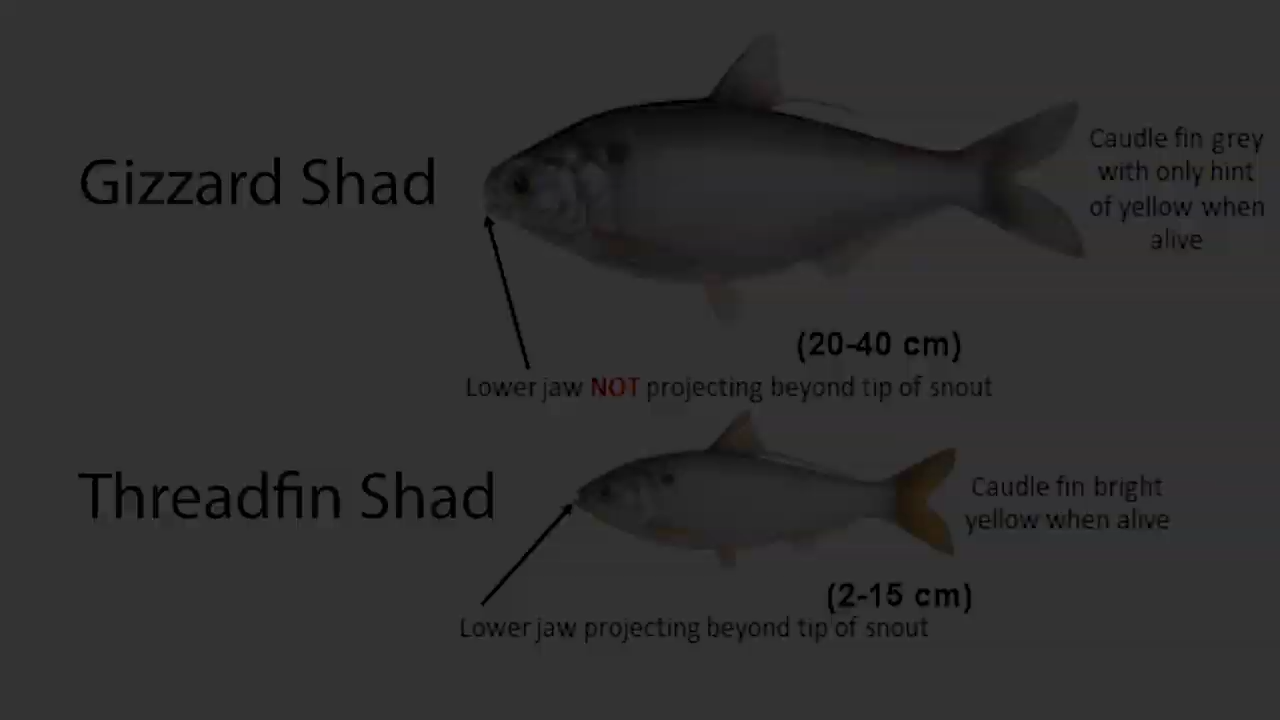 Gizzard Shad
Caudle fin grey
with only hint
of yellow when
alive
(20-40 cm)
Lower jaw NOT projecting beyond tip of snout
Threadfin Shad
Caudle fin bright
yellow when alive
(2-15 cm)
Lower jaw projecting beyond tip of snout